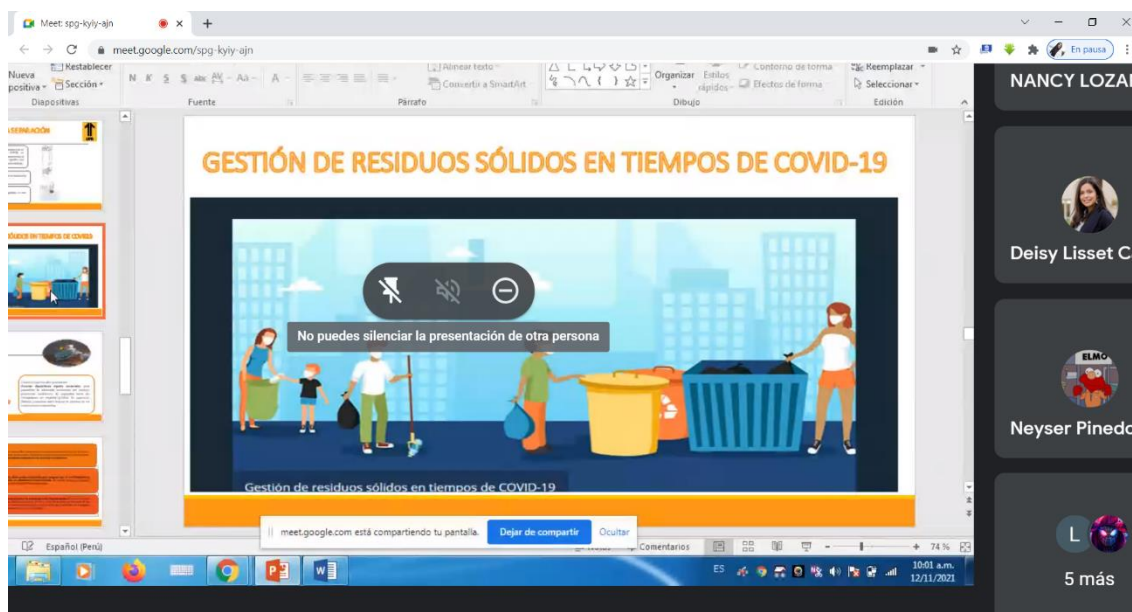 Meet: spg-kyiy-ajn
meet.google.com/spg-kyiy-ajn
En pausa
Nueva
positiva
Restablecer
Sección
Diapositivas
N K S S abc AV Aa A
Fuente
Alinear texto
Convertir a SmartArt
Párrafo
Organizar
Estilos
rápidos
Contorno de forma
Efectos de forma
Dibujo
Reemplazar
Seleccionar
Edición
NANCY LOZA
GESTIÓN DE RESIDUOS SÓLIDOS EN TIEMPOS DE COVID-19
No puedes silenciar la presentación de otra persona
Gestión de residuos sólidos en tiempos de COVID-19
Deisy Lisset C
ELMO
Neyser Pinedo
L
5 más
meet.google.com está compartiendo tu pantalla.
Dejar de compartir
Ocultar
Español (Perú)
Comentarios
74 %
ES
10:01 a.m.
12/11/2021